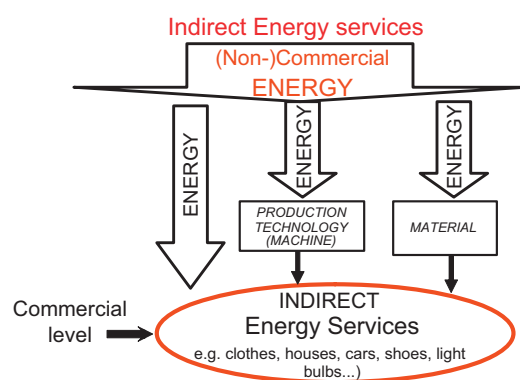 Indirect Energy services
(Non-)Commercial
ENERGY
ENERGY
ENERGY
ENERGY
PRODUCTION
TECHNOLOGY
(MACHINE)
MATERIAL
Commercial
level
INDIRECT
Energy Services
e.g. clothes, houses, cars, shoes, light
bulbs...)